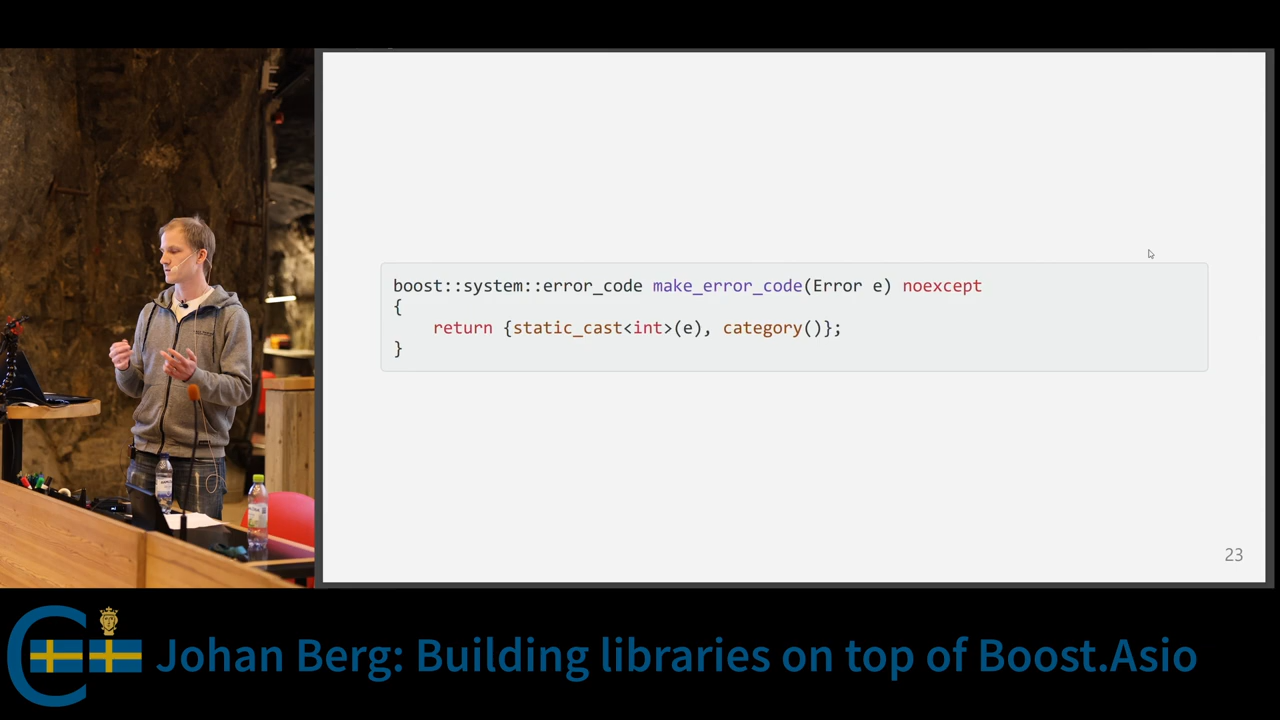 boost::system::error_code make_error_code(Error e) noexcept
{
    return {static_cast<int>(e), category()};
}
23
Johan Berg: Building libraries on top of Boost.Asio